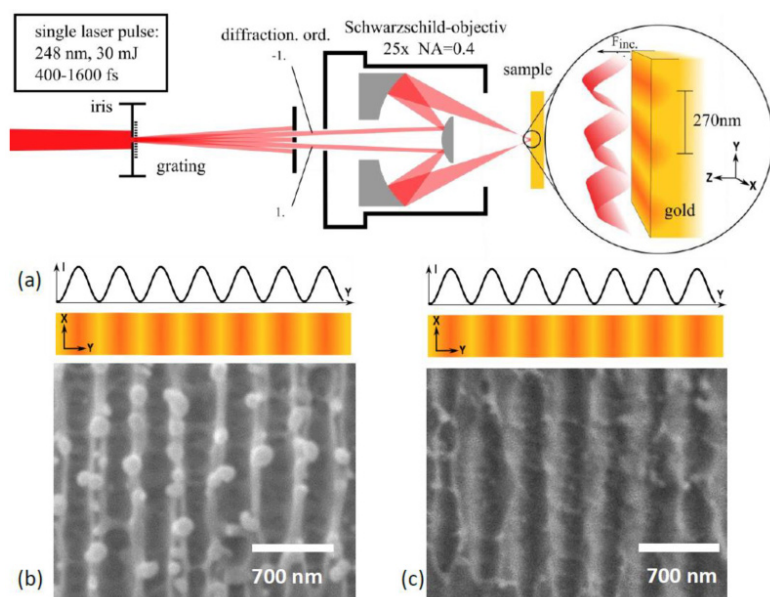 single laser pulse:
248 nm, 30 mJ
400-1600 fs
iris
grating
diffraction. ord.
-1.
1.
Schwarzschild-objectiv
25x NA=0.4
sample
Finc.
270nm
Y
Z
X
gold
(a)
I
Y
X
Y
I
Y
X
Y
700 nm
(b)
700 nm
(c)